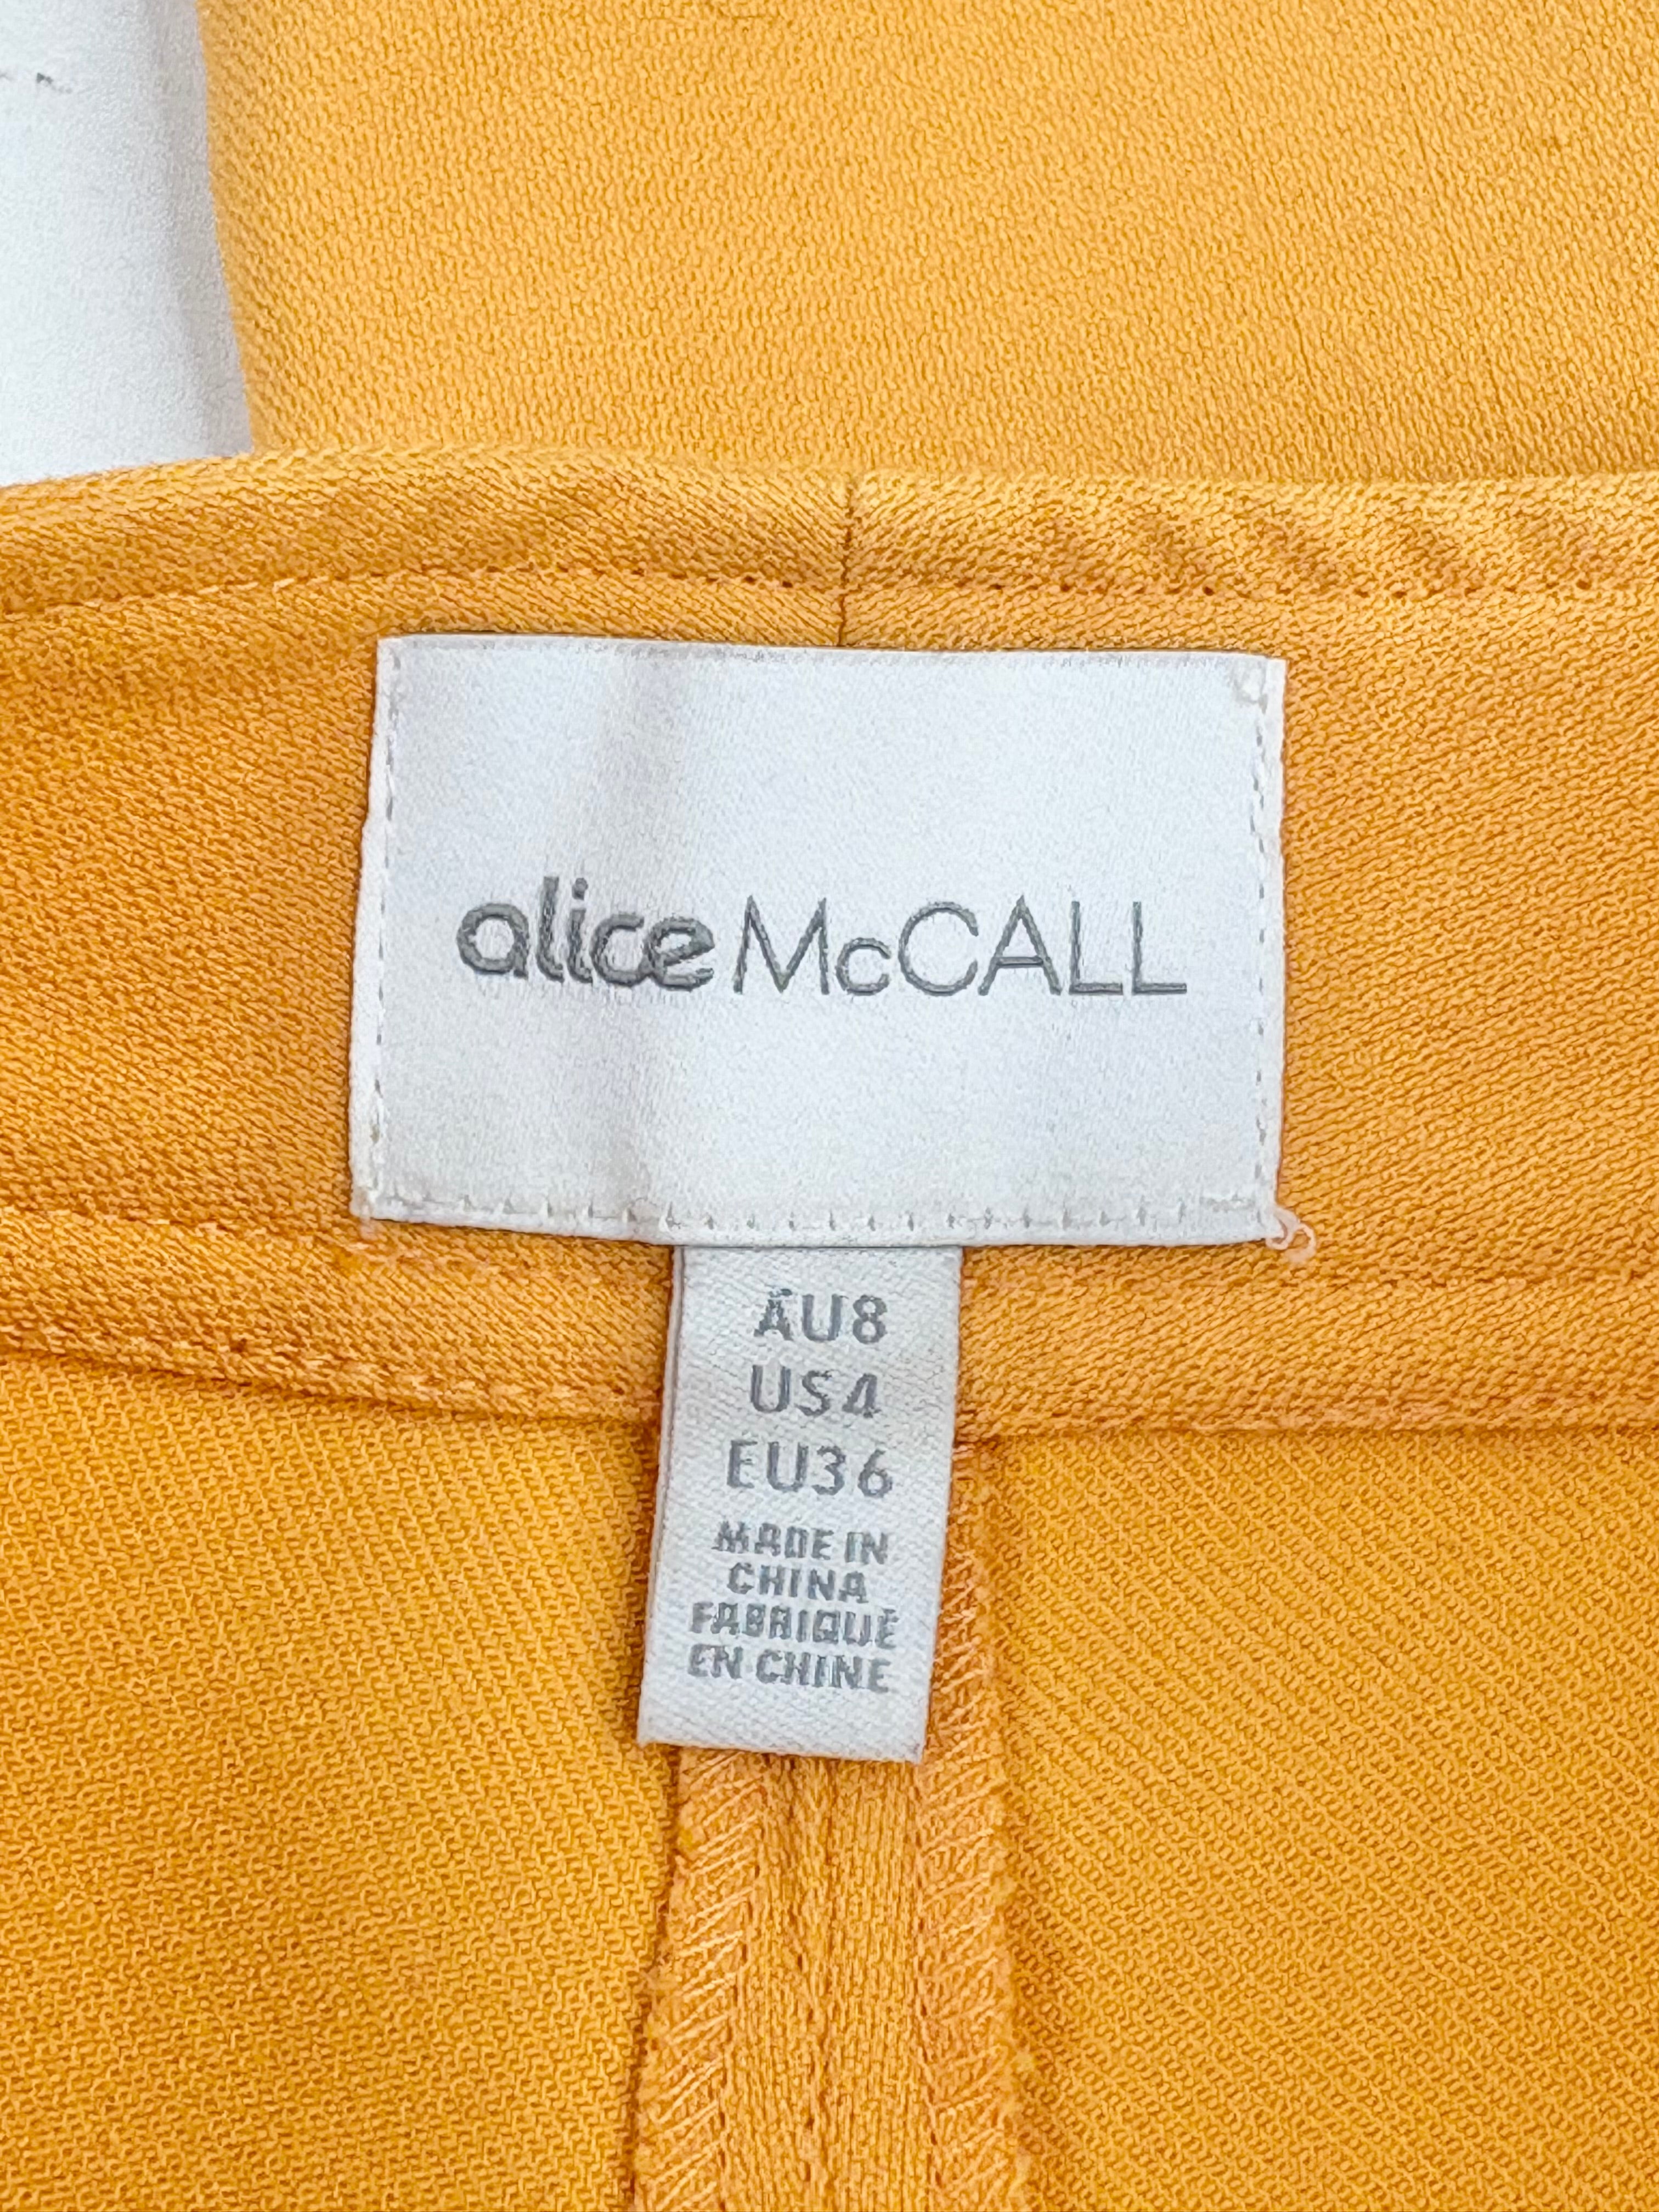 alice McCALL
AU8
US4
EU36
MADE IN
CHINA
FABRIQUÉ
EN CHINE